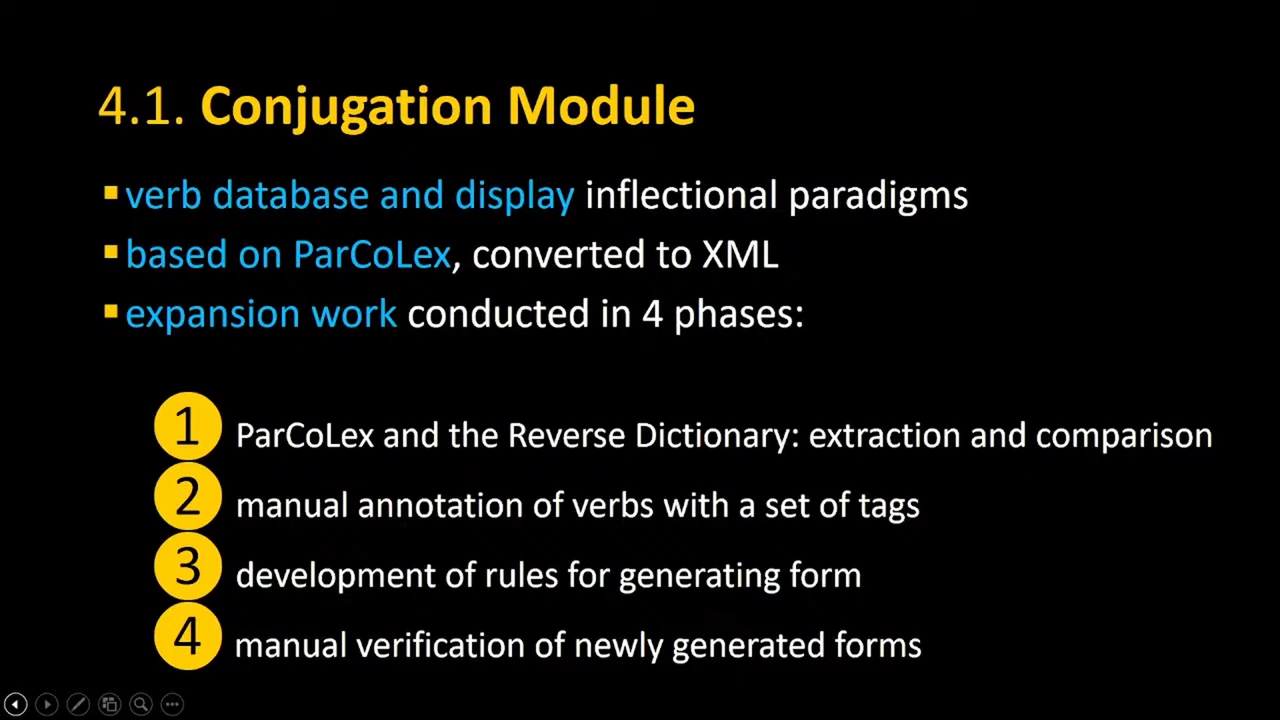 4.1. Conjugation Module
verb database and display inflectional paradigms
based on ParCoLex, converted to XML
expansion work conducted in 4 phases:
1 ParCoLex and the Reverse Dictionary: extraction and comparison
2 manual annotation of verbs with a set of tags
3 development of rules for generating form
4 manual verification of newly generated forms